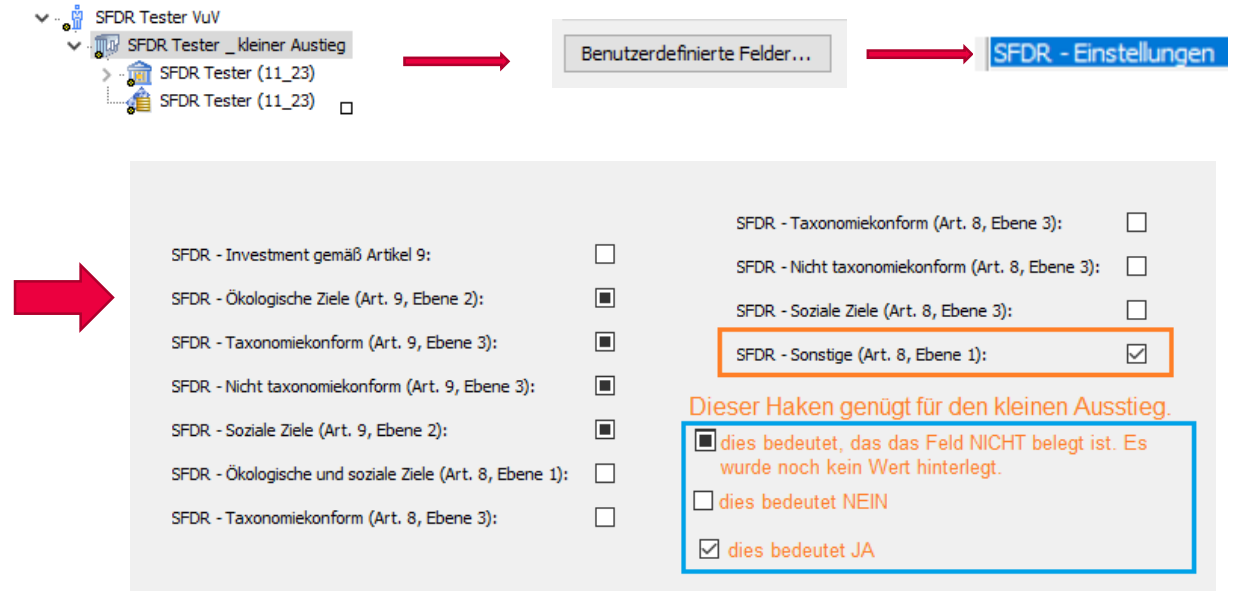 SFDR Tester VuV
SFDR Tester _ kleiner Austieg
SFDR Tester (11_23)
SFDR Tester (11_23)
Benutzerdefinierte Felder...
SFDR - Einstellungen
SFDR - Investment gemäß Artikel 9:
SFDR - Ökologische Ziele (Art. 9, Ebene 2):
SFDR - Taxonomiekonform (Art. 9, Ebene 3):
SFDR - Nicht taxonomiekonform (Art. 9, Ebene 3):
SFDR - Soziale Ziele (Art. 9, Ebene 2):
SFDR - Ökologische und soziale Ziele (Art. 8, Ebene 1):
SFDR - Taxonomiekonform (Art. 8, Ebene 3):
SFDR - Taxonomiekonform (Art. 8, Ebene 3):
SFDR - Nicht taxonomiekonform (Art. 8, Ebene 3):
SFDR - Soziale Ziele (Art. 8, Ebene 3):
SFDR - Sonstige (Art. 8, Ebene 1):
Dieser Haken genügt für den kleinen Ausstieg.
dies bedeutet, das das Feld NICHT belegt ist. Es
wurde noch kein Wert hinterlegt.
dies bedeutet NEIN
dies bedeutet JA